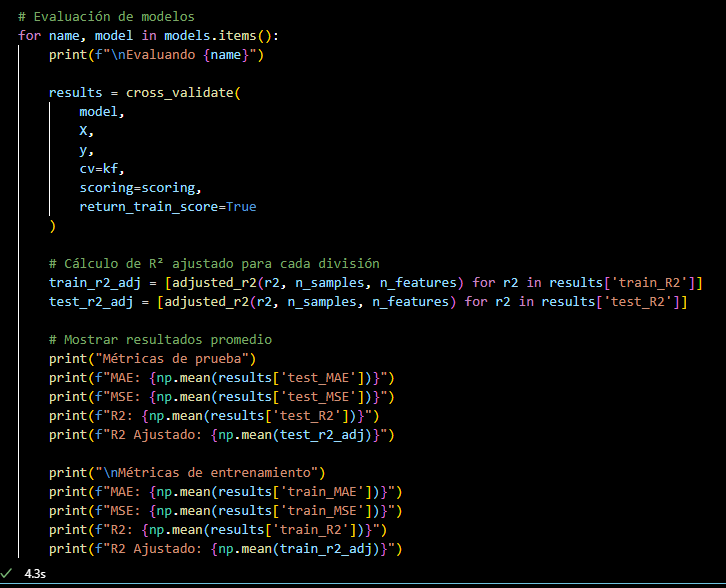 # Evaluación de modelos
for name, model in models.items():
    print(f"\nEvaluando {name}")
    results = cross_validate(
        model,
        X,
        y,
        cv=kf,
        scoring=scoring,
        return_train_score=True
    )
    # Cálculo de R² ajustado para cada división
    train_r2_adj = [adjusted_r2(r2, n_samples, n_features) for r2 in results['train_R2']]
    test_r2_adj = [adjusted_r2(r2, n_samples, n_features) for r2 in results['test_R2']]
    # Mostrar resultados promedio
    print("Métricas de prueba")
    print(f"MAE: {np.mean(results['test_MAE'])}")
    print(f"MSE: {np.mean(results['test_MSE'])}")
    print(f"R2: {np.mean(results['test_R2'])}")
    print(f"R2 Ajustado: {np.mean(test_r2_adj)}")
    print("\nMétricas de entrenamiento")
    print(f"MAE: {np.mean(results['train_MAE'])}")
    print(f"MSE: {np.mean(results['train_MSE'])}")
    print(f"R2: {np.mean(results['train_R2'])}")
    print(f"R2 Ajustado: {np.mean(train_r2_adj)}")
4.3s